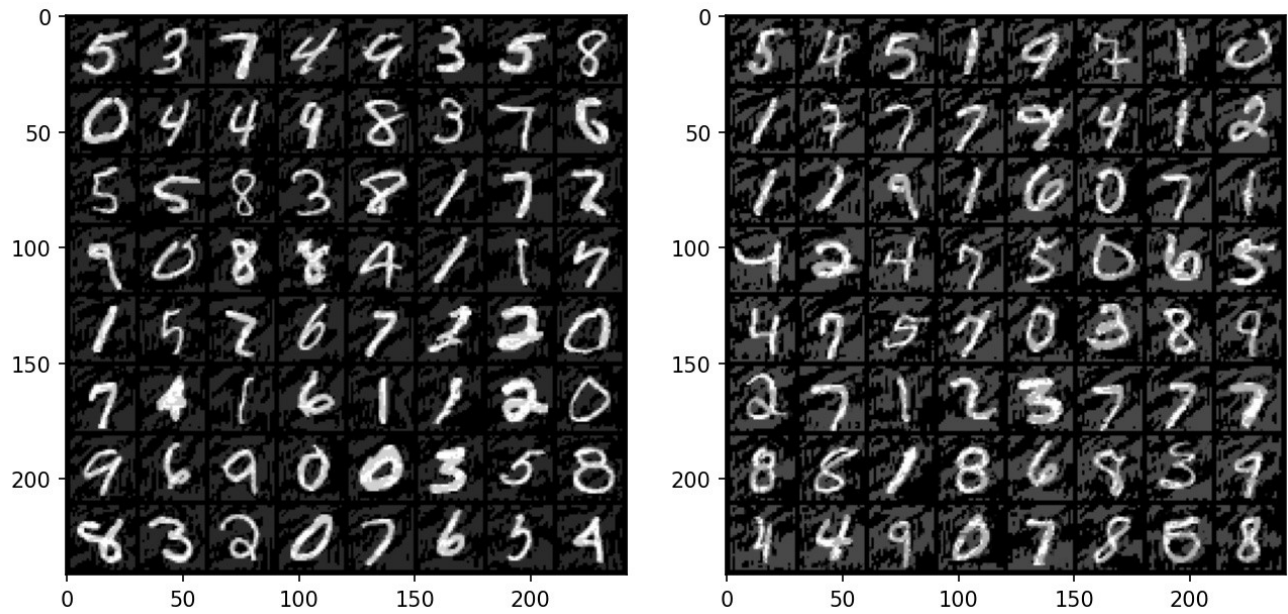 0
5 3 7 4 9 3 5 8
0 4 4 9 8 3 7 6
50
5 5 8 3 8 1 7 2
100
9 0 8 8 4 1 1 4
1 5 2 6 7 2 2 0
150
7 4 1 6 1 1 2 0
9 6 9 0 0 3 5 8
200
8 3 2 0 7 6 5 4
0 50 100 150 200
0
5 4 5 1 9 7 1 0
1 7 7 7 9 4 1 2
50
1 1 9 1 6 0 7 1
100
4 2 4 7 5 0 6 5
4 7 5 7 0 3 8 9
150
2 7 1 2 3 7 7 7
8 8 1 8 6 8 5 9
200
4 4 9 0 7 8 5 8
0 50 100 150 200